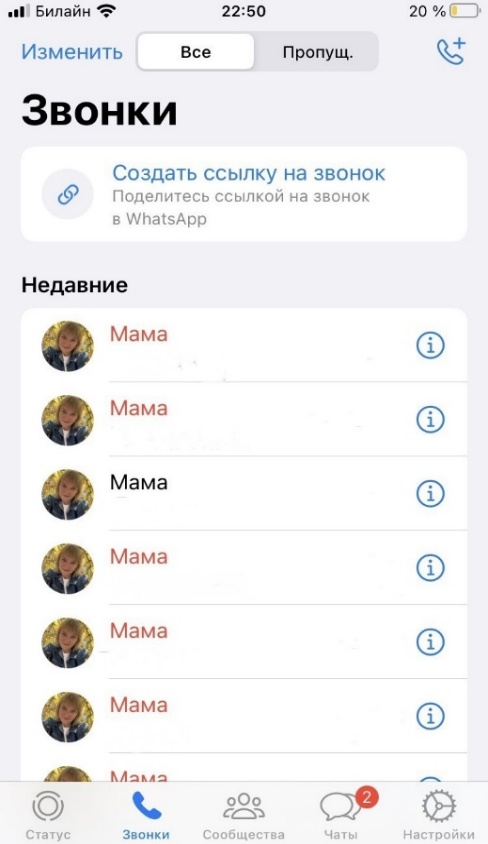 Билайн 22:50 20 %
Изменить Все Пропущ.
Звонки
Создать ссылку на звонок
Поделитесь ссылкой на звонок
в WhatsApp
Недавние
Мама
Мама
Мама
Мама
Мама
Мама
Мама
2
Статус Звонки Сообщества Чаты Настройки